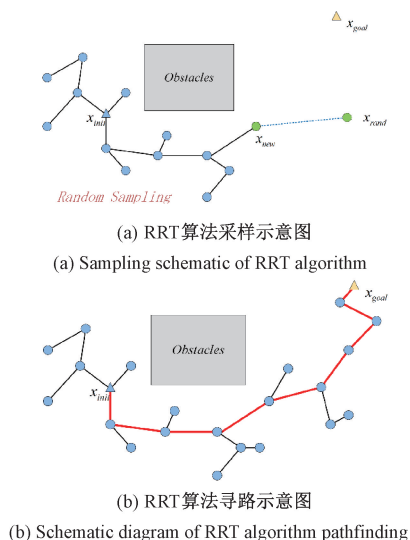 x_goal
Obstacles
x_init
x_rand
x_new
Random Sampling
(a) RRT算法采样示意图
(a) Sampling schematic of RRT algorithm
x_goal
Obstacles
x_init
(b) RRT算法寻路示意图
(b) Schematic diagram of RRT algorithm pathfinding